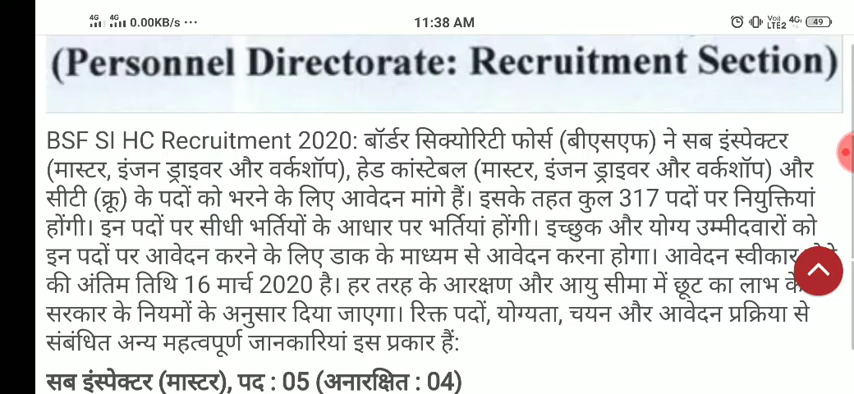 4G 4G 0.00KB/s ... 11:38 AM Vo)) LTE2 4G 49
(Personnel Directorate: Recruitment Section)
BSF SI HC Recruitment 2020: बॉर्डर सिक्योरिटी फोर्स (बीएसएफ) ने सब इंस्पेक्टर
(मास्टर, इंजन ड्राइवर और वर्कशॉप), हेड कांस्टेबल (मास्टर, इंजन ड्राइवर और वर्कशॉप) और
सीटी (क्रू) के पदों को भरने के लिए आवेदन मांगे हैं। इसके तहत कुल 317 पदों पर नियुक्तियां
होंगी। इन पदों पर सीधी भर्तियों के आधार पर भर्तियां होंगी। इच्छुक और योग्य उम्मीदवारों को
इन पदों पर आवेदन करने के लिए डाक के माध्यम से आवेदन करना होगा। आवेदन स्वीकार
की अंतिम तिथि 16 मार्च 2020 है। हर तरह के आरक्षण और आयु सीमा में छूट का लाभ
सरकार के नियमों के अनुसार दिया जाएगा। रिक्त पदों, योग्यता, चयन और आवेदन प्रक्रिया से
संबंधित अन्य महत्वपूर्ण जानकारियां इस प्रकार हैं:
सब इंस्पेक्टर (मास्टर), पद : 05 (अनारक्षित : 04)